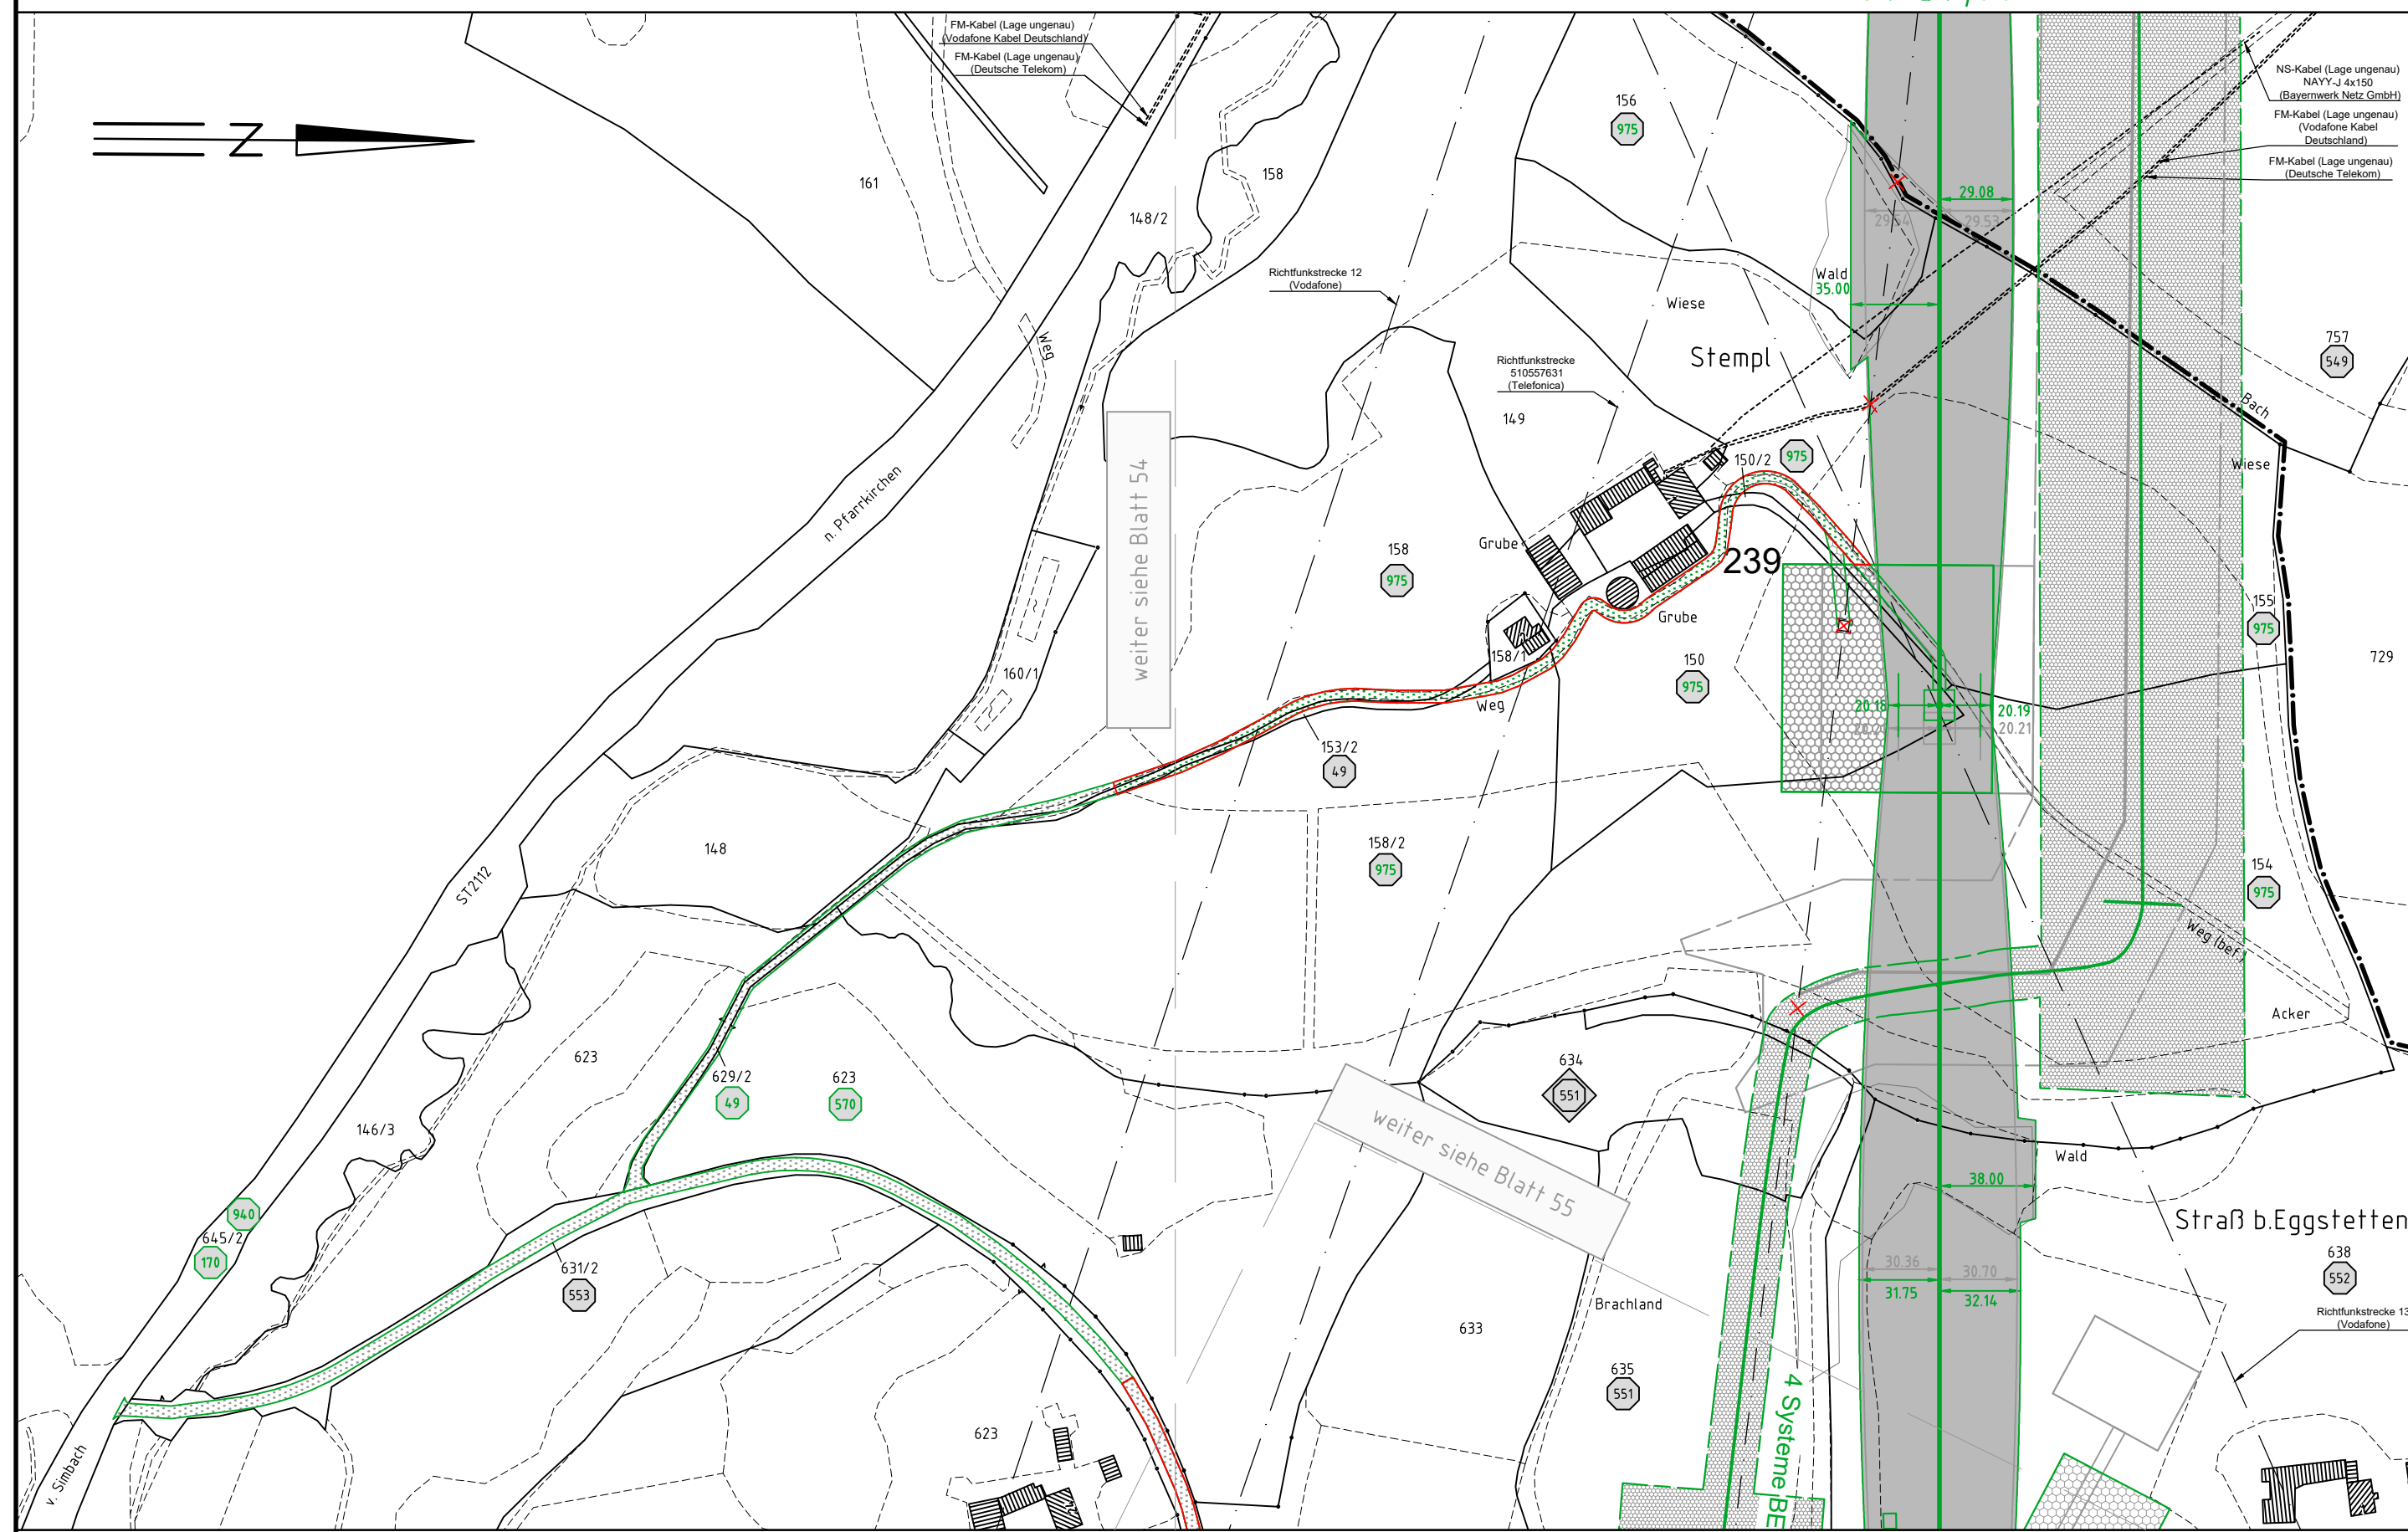 FM-Kabel (Lage ungenau)
(Vodafone Kabel Deutschland)
FM-Kabel (Lage ungenau)
(Deutsche Telekom)
NS-Kabel (Lage ungenau)
NAYY-J 4x150
(Bayernwerk Netz GmbH)
FM-Kabel (Lage ungenau)
(Vodafone Kabel
Deutschland)
FM-Kabel (Lage ungenau)
(Deutsche Telekom)
N
156
975
161
158
148/2
29.08
29.54
29.53
Richtfunkstrecke 12
(Vodafone)
Wald
35.00
Wiese
Weg
Stempl
757
549
Richtfunkstrecke
510557631
(Telefonica)
149
Bach
Wiese
975
150/2
n. Pfarrkirchen
weiter siehe Blatt 54
158
975
Grube
239
Grube
155
975
729
158/1
150
975
160/1
Weg
20.18
20.19
20.21
153/2
49
148
158/2
975
154
975
ST2112
Weg (bef.)
Acker
623
629/2
49
623
570
634
551
146/3
weiter siehe Blatt 55
Wald
38.00
Straß b.Eggstetten
940
645/2
170
631/2
553
638
552
30.36
30.70
31.75
32.14
Brachland
Richtfunkstrecke 13
(Vodafone)
633
635
551
4 Systeme BE
623
v. Simbach